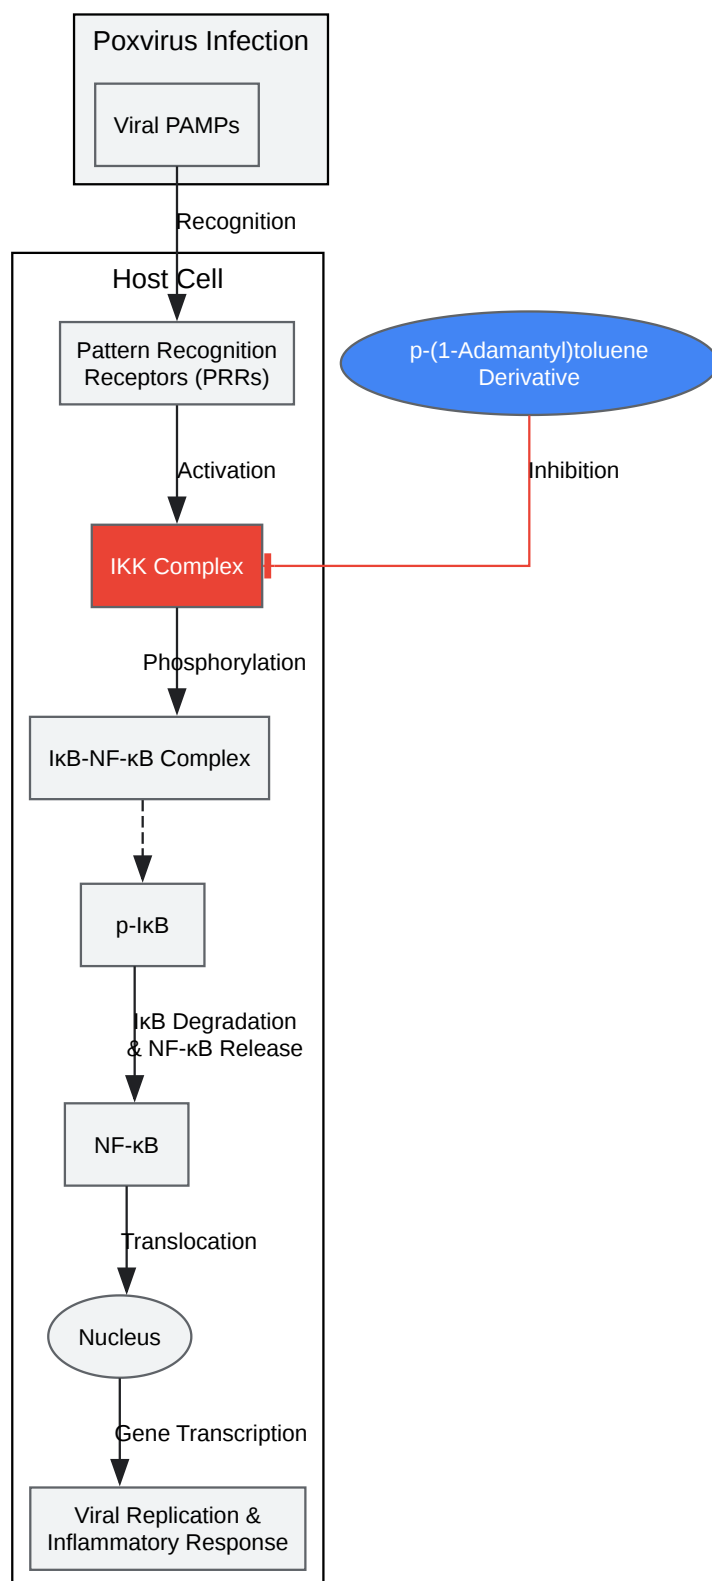 Poxvirus Infection
Viral PAMPs
Recognition
Host Cell
Pattern Recognition
Receptors (PRRs)
p-(1-Adamantyl)toluene
Derivative
Activation
Inhibition
IKK Complex
Phosphorylation
IκB-NF-κB Complex
p-IκB
IκB Degradation
& NF-κB Release
NF-κB
Translocation
Nucleus
Gene Transcription
Viral Replication &
Inflammatory Response